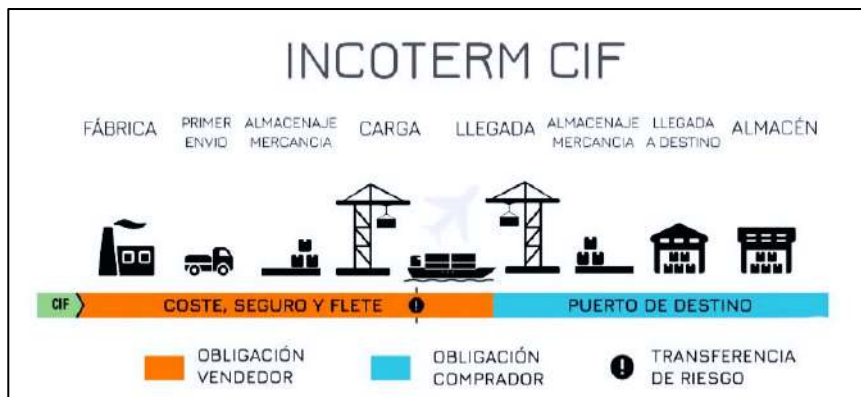 INCOTERM CIF
FÁBRICA
PRIMER
ENVIO
ALMACENAJE
MERCANCIA
CARGA
LLEGADA
ALMACENAJE
MERCANCIA
LLEGADA
A DESTINO
ALMACÉN
CIF
COSTE, SEGURO Y FLETE
PUERTO DE DESTINO
OBLIGACIÓN
VENDEDOR
OBLIGACIÓN
COMPRADOR
TRANSFERENCIA
DE RIESGO